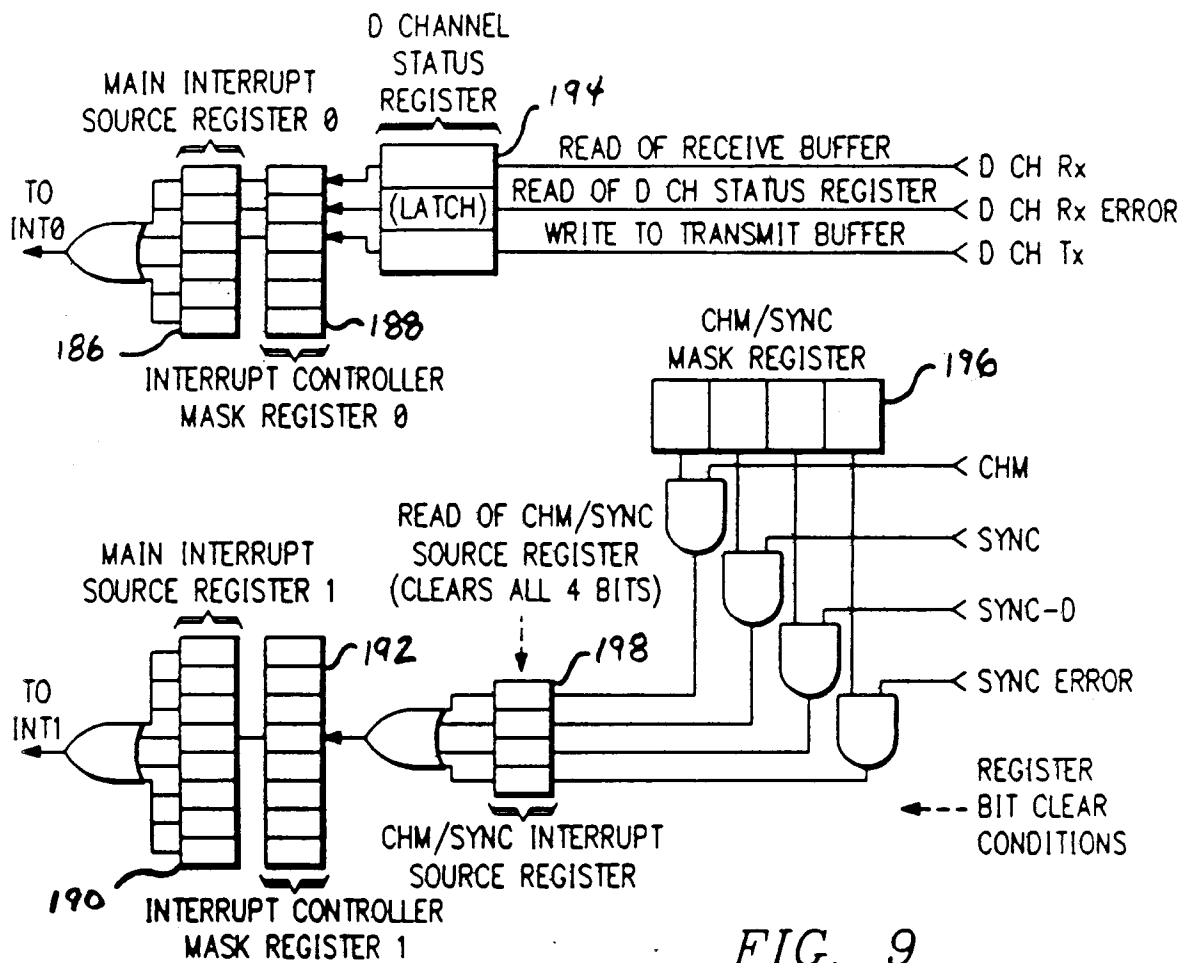 D CHANNEL
STATUS
REGISTER
MAIN INTERRUPT
SOURCE REGISTER 0
194
READ OF RECEIVE BUFFER
D CH Rx
TO
INT0
(LATCH)
READ OF D CH STATUS REGISTER
D CH Rx ERROR
WRITE TO TRANSMIT BUFFER
D CH Tx
186
188
INTERRUPT CONTROLLER
MASK REGISTER 0
CHM/SYNC
MASK REGISTER
196
CHM
READ OF CHM/SYNC
SOURCE REGISTER
(CLEARS ALL 4 BITS)
SYNC
MAIN INTERRUPT
SOURCE REGISTER 1
SYNC-D
192
198
SYNC ERROR
TO
INT1
REGISTER
BIT CLEAR
CONDITIONS
CHM/SYNC INTERRUPT
SOURCE REGISTER
190
INTERRUPT CONTROLLER
MASK REGISTER 1
FIG. 9